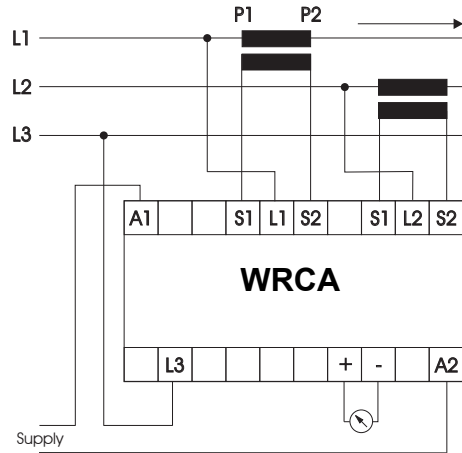 P1 P2
L1
L2
L3
A1 S1 L1 S2 S1 L2 S2
WRCA
L3 + - A2
Supply